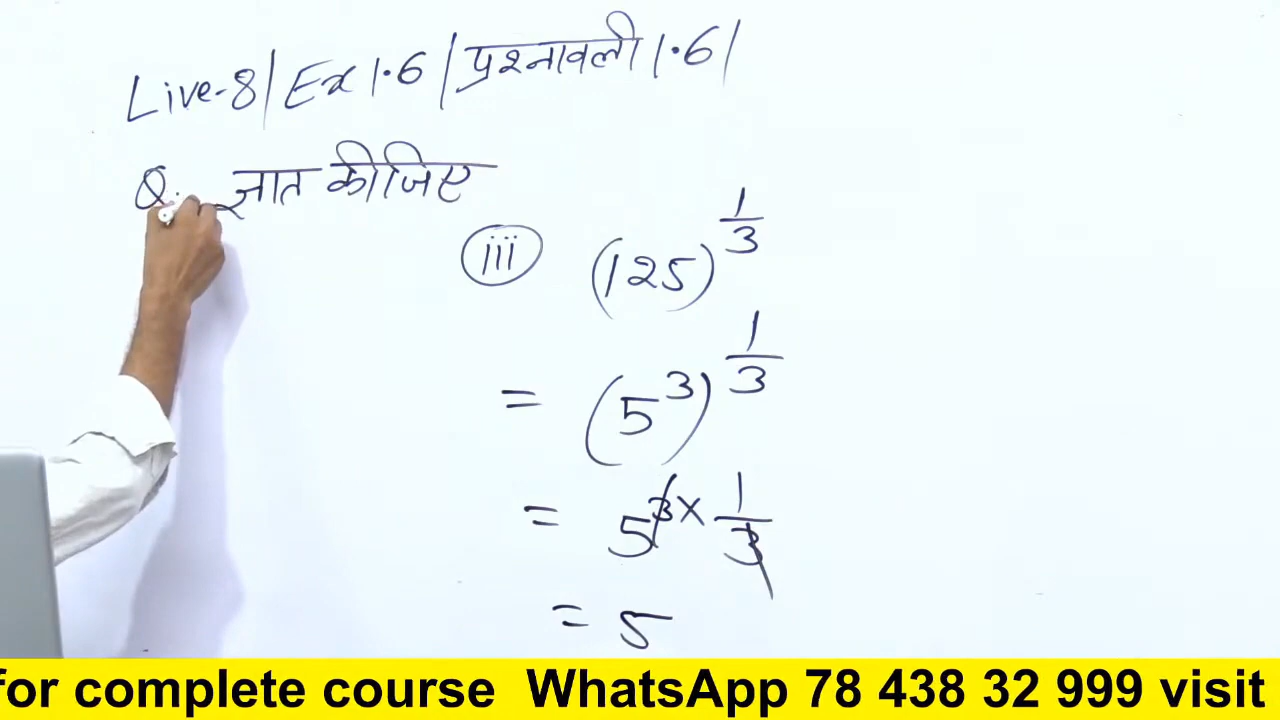 Live-8| Ex 1.6 | प्रश्नावली 1.6|
Q. ज्ञात कीजिए
iii (125)^(1/3)
= (5^3)^(1/3)
= 5^(3 × 1/3)
= 5
for complete course WhatsApp 78 438 32 999 visit